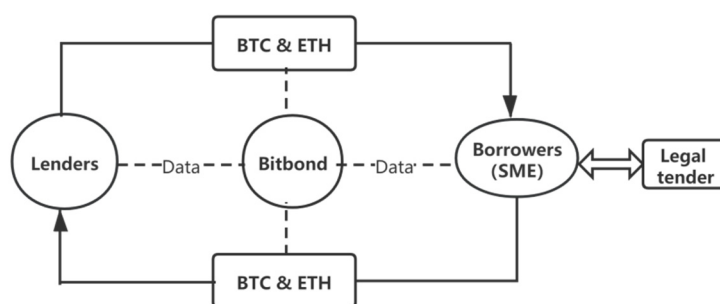 BTC & ETH
Lenders
Data
Bitbond
Data
Borrowers
(SME)
Legal
tender
BTC & ETH